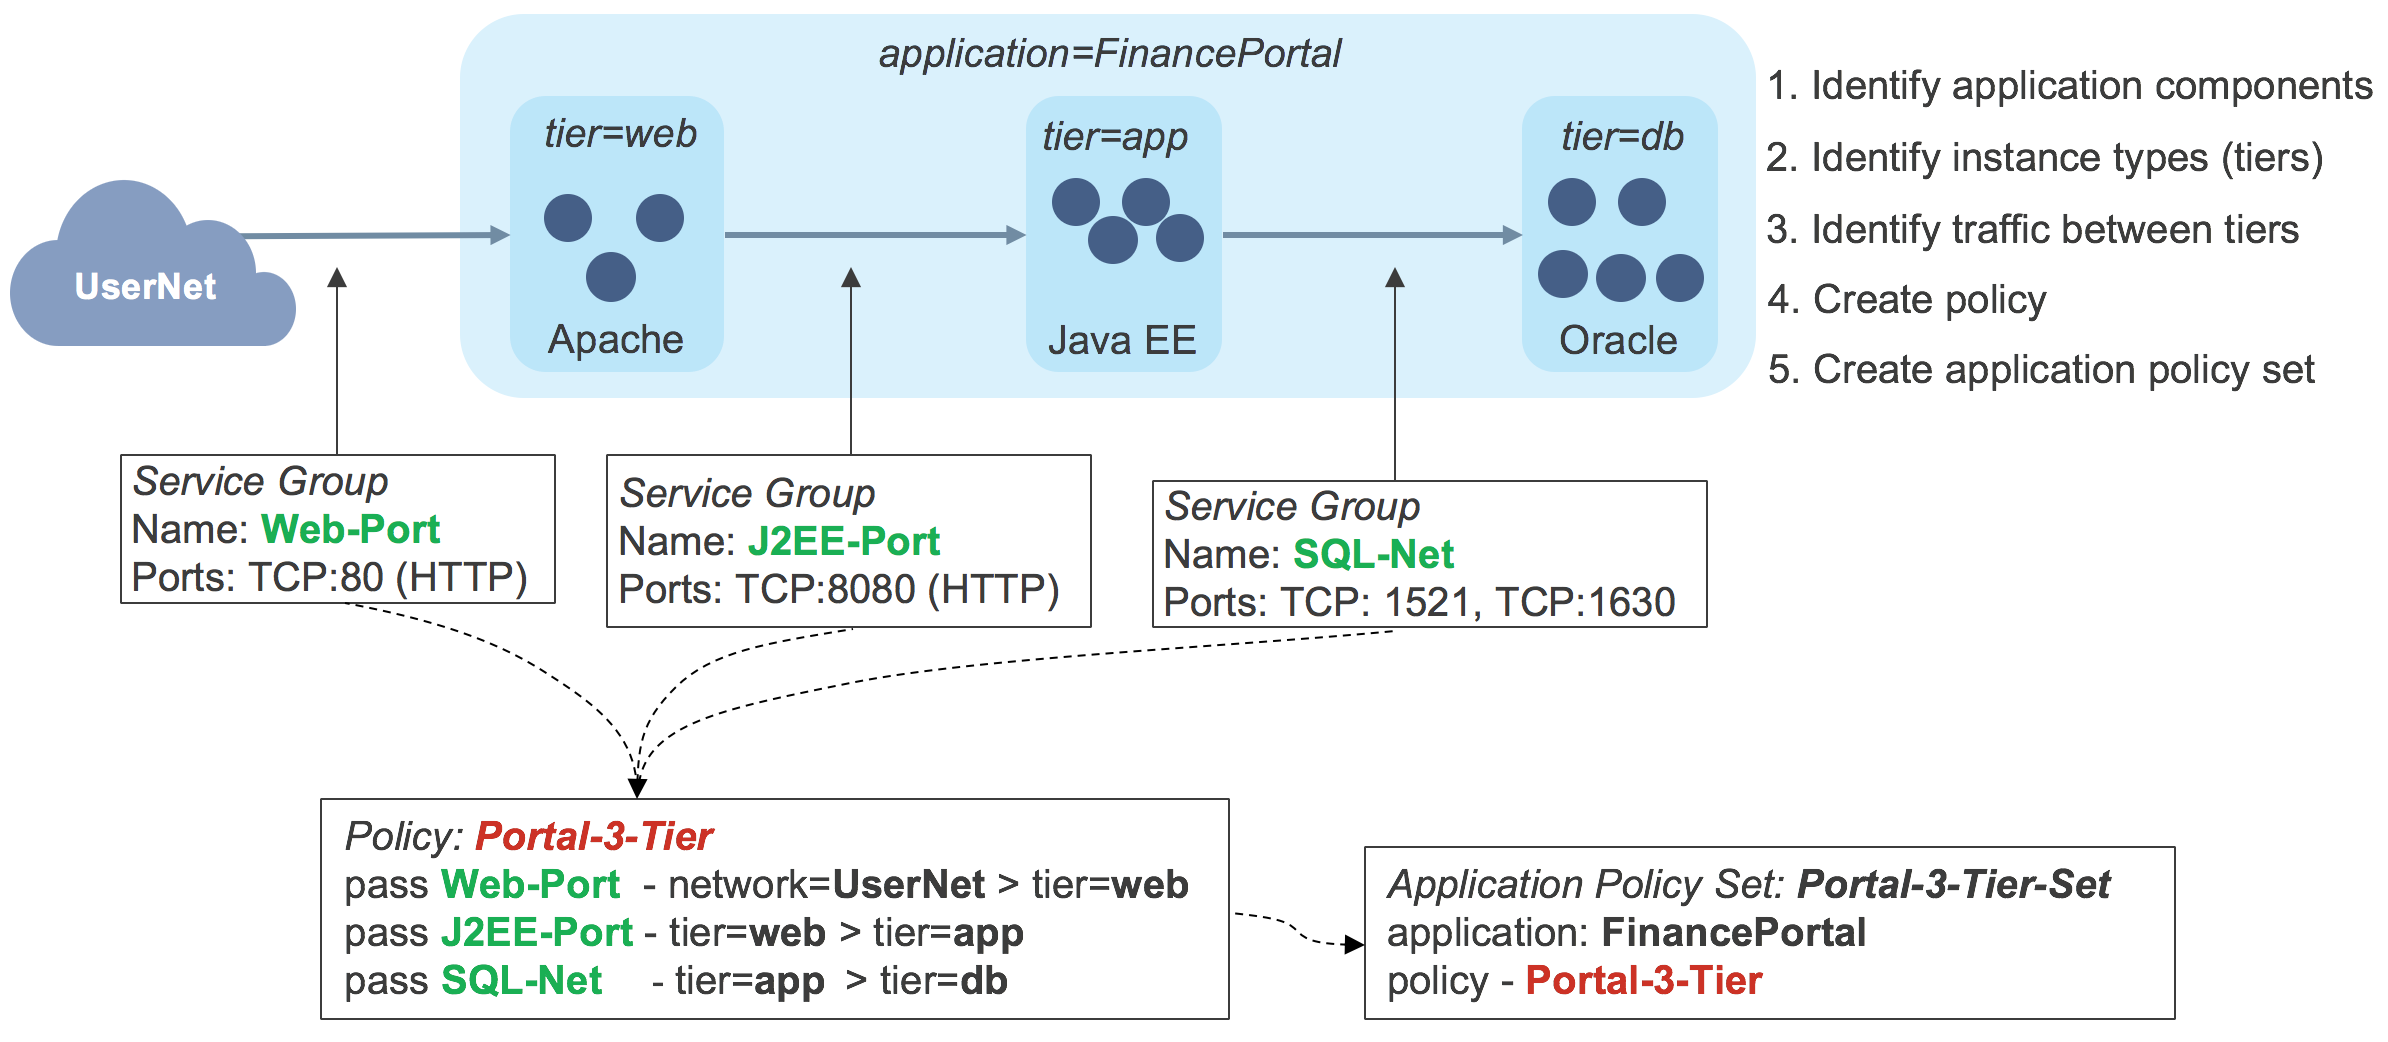 application=FinancePortal
tier=web
tier=app
tier=db
UserNet
Apache
Java EE
Oracle
1. Identify application components
2. Identify instance types (tiers)
3. Identify traffic between tiers
4. Create policy
5. Create application policy set
Service Group
Name: Web-Port
Ports: TCP:80 (HTTP)
Service Group
Name: J2EE-Port
Ports: TCP:8080 (HTTP)
Service Group
Name: SQL-Net
Ports: TCP: 1521, TCP:1630
Policy: Portal-3-Tier
pass Web-Port - network=UserNet > tier=web
pass J2EE-Port - tier=web > tier=app
pass SQL-Net - tier=app > tier=db
Application Policy Set: Portal-3-Tier-Set
application: FinancePortal
policy - Portal-3-Tier